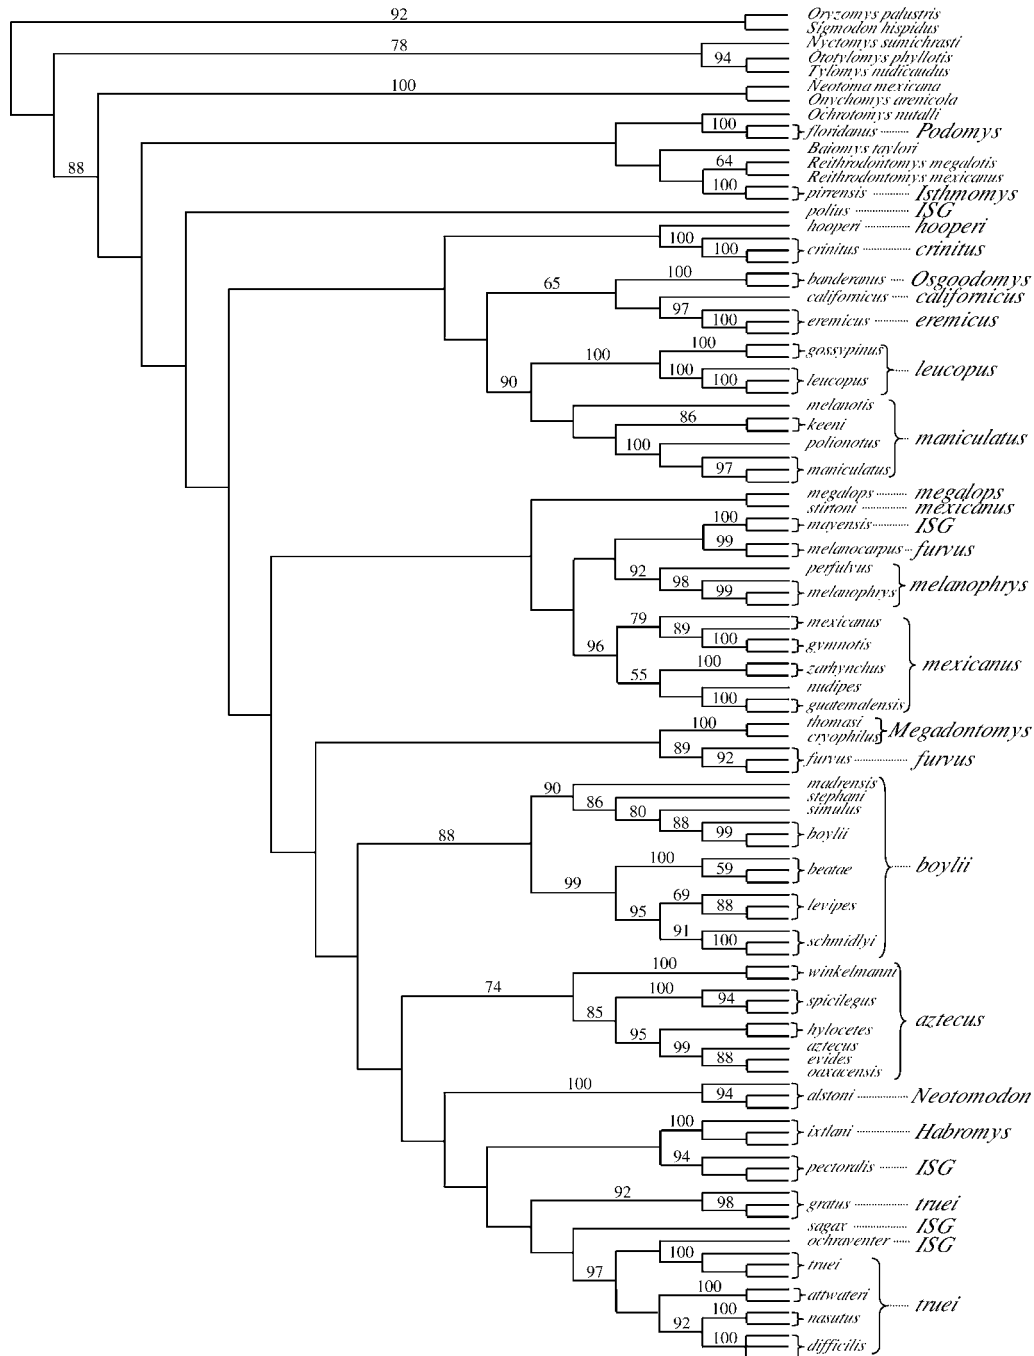 92
Oryzomys palustris
Sigmodon hispidus
78
Nyctomys sumichrasti
94
Ototylomys phyllotis
Tylomys nudicaudus
100
Neotoma mexicana
Onychomys arenicola
88
Ochrotomys nutalli
100 floridanus Podomys
Baiomys taylori
64 Reithrodontomys megalotis
Reithrodontomys mexicanus
100 pirrensis Isthmomys
polius ISG
hooperi hooperi
100
100 crinitus crinitus
65 100 banderanus Osgoodomys
californicus californicus
97
100 eremicus eremicus
100 100 gossypinus
leucopus
100
90 100 leucopus
melanotis
86 keeni
maniculatus
100 polionotus
97 maniculatus
megalops megalops
stirtoni mexicanus
100 mayensis ISG
99 melanocarpus furvus
92 perfulvus
98 99 melanophrys
melanophrys
79 mexicanus
89 100 gymnotis
96
mexicanus
55 100 zarhynchus
nudipes
100 guatemalensis
100 thomasi
cryophilus
Megadontomys
89 92 furvus furvus
90 madrensis
86 stephani
80 simulus
88 99 boylii
88
boylii
99 100 59 beatae
95 69 88 levipes
91 100 schmidlyi
74 100 winkelmanni
85 100 94 spicilegus
aztecus
95 hylocetes
99 aztecus
88 evides
oaxacensis
100 94 alstoni Neotomodon
100 ixtlani Habromys
94 pectoralis ISG
92 98 gratus truei
sagax ISG
ochraventer ISG
97 100 truei
100 attwateri
truei
92 100 nasutus
100 difficilis